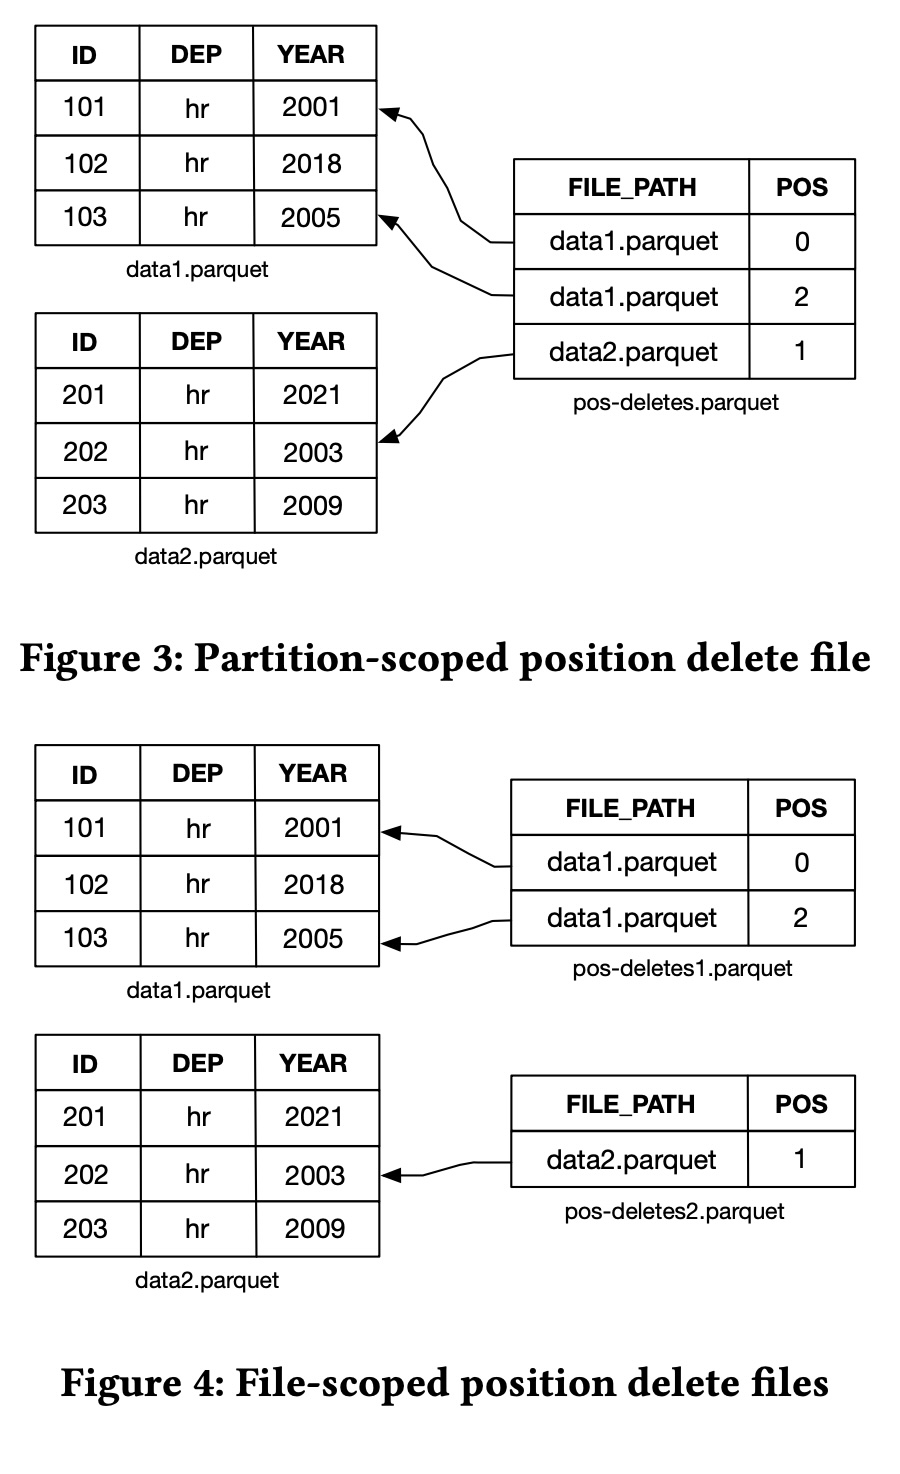 ID DEP YEAR
101 hr 2001
102 hr 2018
103 hr 2005
data1.parquet
FILE_PATH POS
data1.parquet 0
data1.parquet 2
data2.parquet 1
pos-deletes.parquet
ID DEP YEAR
201 hr 2021
202 hr 2003
203 hr 2009
data2.parquet
Figure 3: Partition-scoped position delete file
ID DEP YEAR
101 hr 2001
102 hr 2018
103 hr 2005
data1.parquet
FILE_PATH POS
data1.parquet 0
data1.parquet 2
pos-deletes1.parquet
ID DEP YEAR
201 hr 2021
202 hr 2003
203 hr 2009
data2.parquet
FILE_PATH POS
data2.parquet 1
pos-deletes2.parquet
Figure 4: File-scoped position delete files